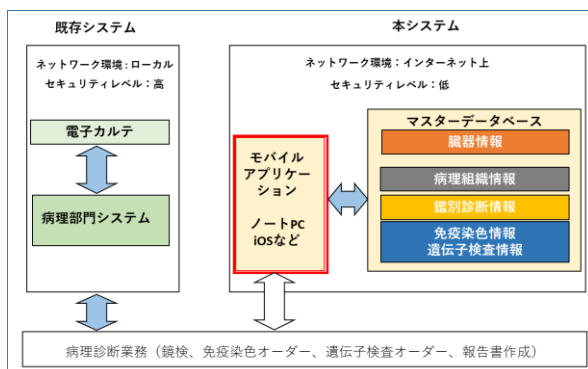 既存システム
ネットワーク環境：ローカル
セキュリティレベル：高
電子カルテ
病理部門システム
本システム
ネットワーク環境：インターネット上
セキュリティレベル：低
モバイル
アプリケー
ション
ノートPC
iOSなど
マスターデータベース
臓器情報
病理組織情報
鑑別診断情報
免疫染色情報
遺伝子検査情報
病理診断業務（鏡検、免疫染色オーダー、遺伝子検査オーダー、報告書作成）